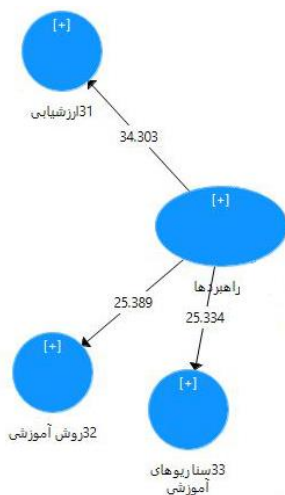 [+]
31ارزشیابی
34.303
[+]
راهبردها
25.389
25.334
[+]
32روش آموزشی
[+]
33سناریوهای
آموزشی